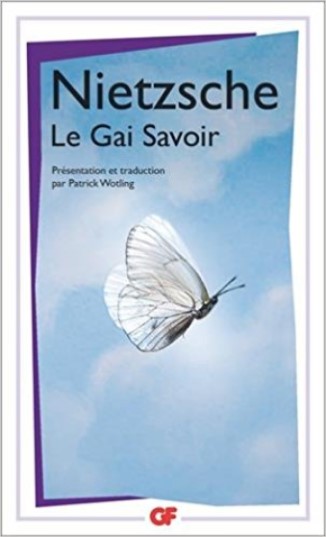 Nietzsche
Le Gai Savoir
Présentation et traduction
par Patrick Wotling
GF